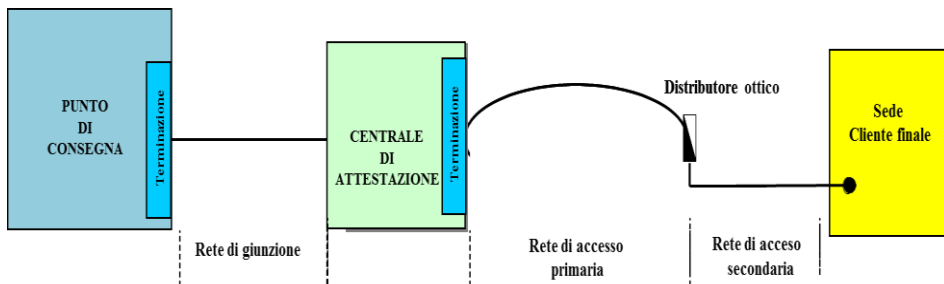 PUNTO
DI
CONSEGNA
Terminazione
CENTRALE
DI
ATTESTAZIONE
Terminazione
Distributore ottico
Sede
Cliente finale
Rete di giunzione
Rete di accesso
primaria
Rete di acceso
secondaria